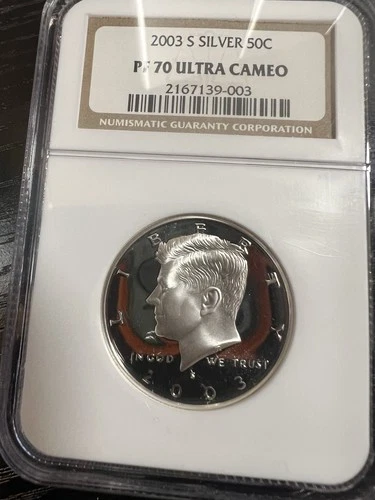 2003 S SILVER 50C
PF 70 ULTRA CAMEO
2167139-003
NUMISMATIC GUARANTY CORPORATION
LIBERTY
IN GOD WE TRUST
S
2003